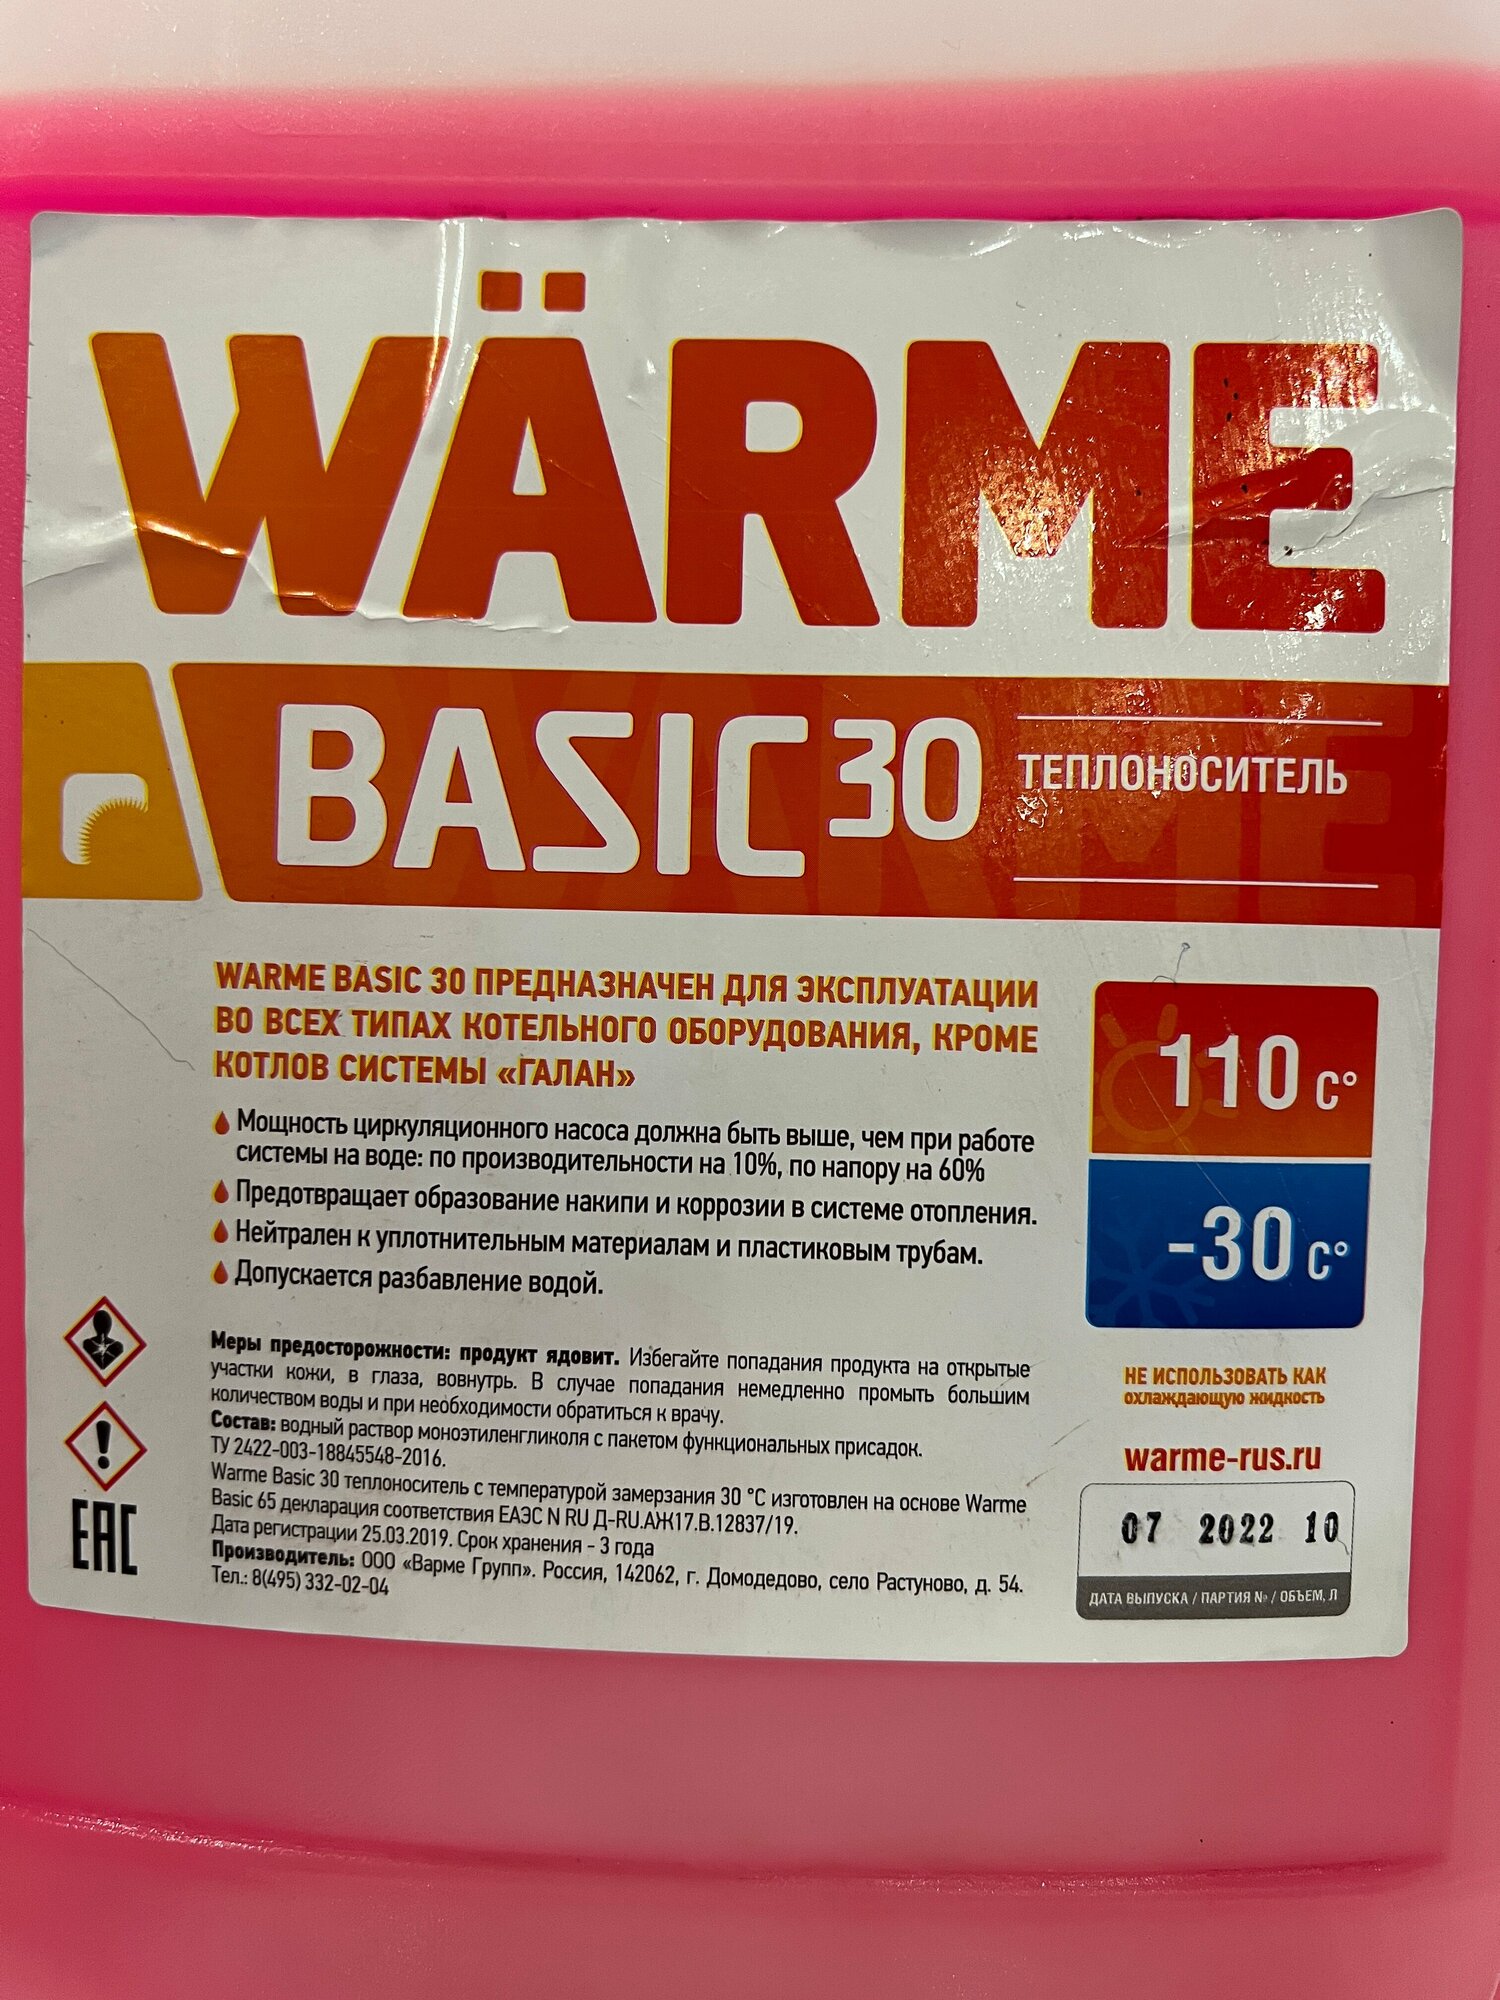 WÄRME
BASIC 30
ТЕПЛОНОСИТЕЛЬ
WARME BASIC 30 ПРЕДНАЗНАЧЕН ДЛЯ ЭКСПЛУАТАЦИИ
ВО ВСЕХ ТИПАХ КОТЕЛЬНОГО ОБОРУДОВАНИЯ, КРОМЕ
КОТЛОВ СИСТЕМЫ «ГАЛАН»
Мощность циркуляционного насоса должна быть выше, чем при работе
системы на воде: по производительности на 10%, по напору на 60%
Предотвращает образование накипи и коррозии в системе отопления.
Нейтрален к уплотнительным материалам и пластиковым трубам.
Допускается разбавление водой.
110 С°
-30 С°
НЕ ИСПОЛЬЗОВАТЬ КАК
охлаждающую жидкость
warme-rus.ru
07 2022 10
ДАТА ВЫПУСКА / ПАРТИЯ № / ОБЪЕМ, Л
Меры предосторожности: продукт ядовит. Избегайте попадания продукта на открытые
участки кожи, в глаза, вовнутрь. В случае попадания немедленно промыть большим
количеством воды и при необходимости обратиться к врачу.
Состав: водный раствор моноэтиленгликоля с пакетом функциональных присадок.
ТУ 2422-003-18845548-2016.
Warme Basic 30 теплоноситель с температурой замерзания 30 °С изготовлен на основе Warme
Basic 65 декларация соответствия ЕАЭС N RU Д-RU.АЖ17.В.12837/19.
Дата регистрации 25.03.2019. Срок хранения - 3 года
Производитель: ООО «Варме Групп». Россия, 142062, г. Домодедово, село Растуново, д. 54.
Тел.: 8(495) 332-02-04
ЕАС